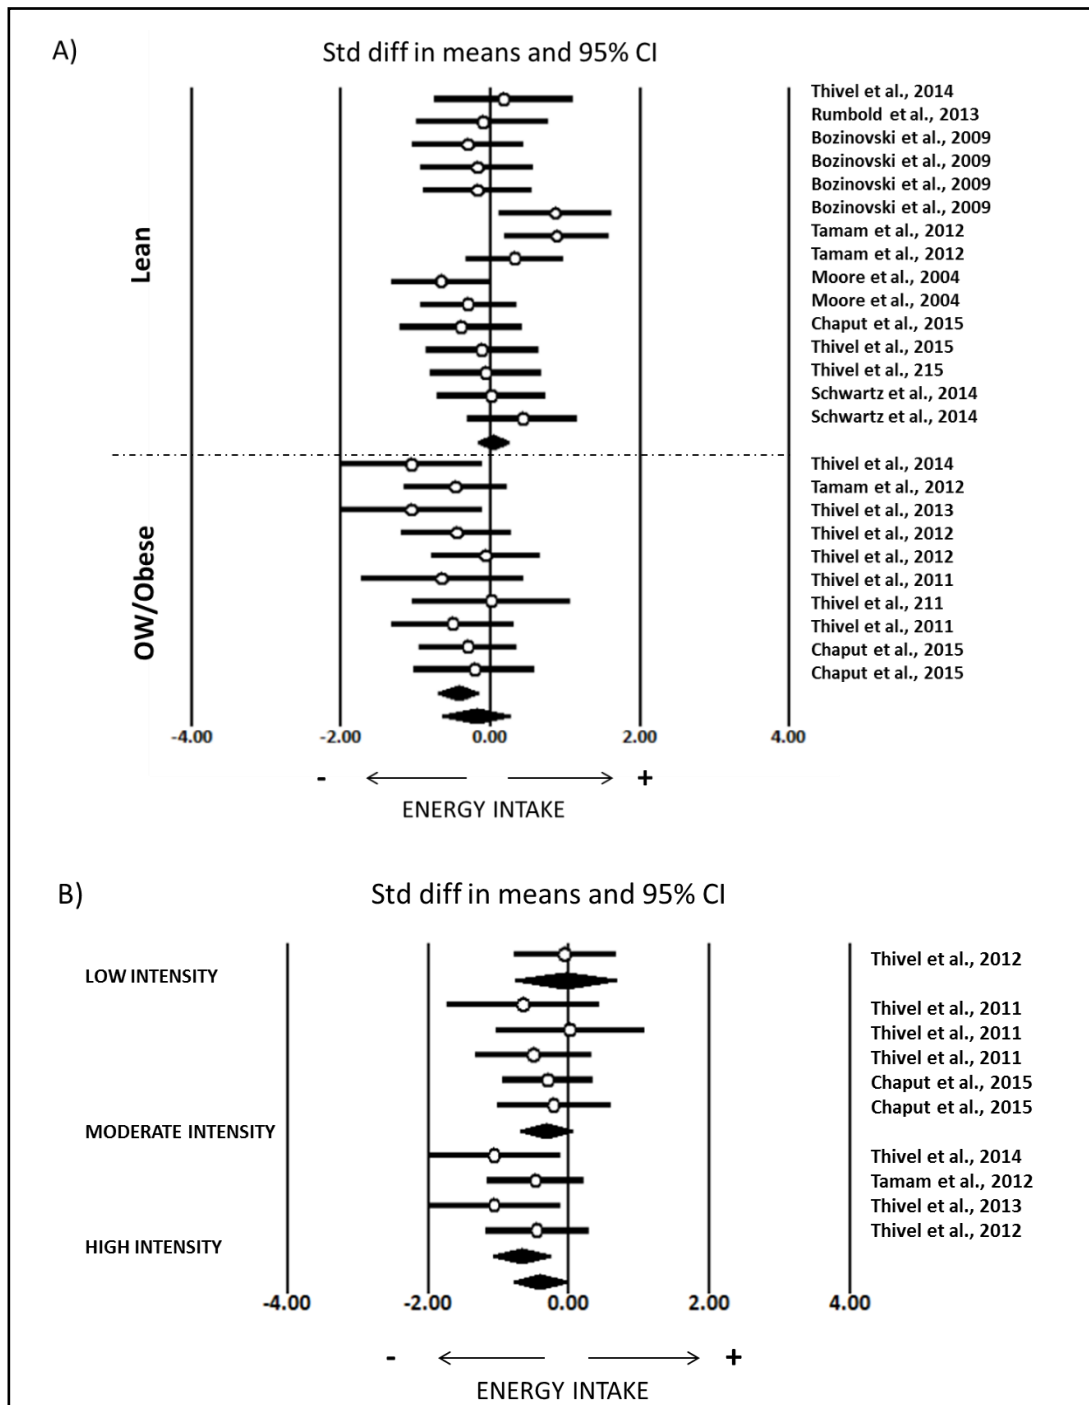 A)
Std diff in means and 95% CI
Lean
Thivel et al., 2014
Rumbold et al., 2013
Bozinovski et al., 2009
Bozinovski et al., 2009
Bozinovski et al., 2009
Bozinovski et al., 2009
Tamam et al., 2012
Tamam et al., 2012
Moore et al., 2004
Moore et al., 2004
Chaput et al., 2015
Thivel et al., 2015
Thivel et al., 215
Schwartz et al., 2014
Schwartz et al., 2014
OW/Obese
Thivel et al., 2014
Tamam et al., 2012
Thivel et al., 2013
Thivel et al., 2012
Thivel et al., 2012
Thivel et al., 2011
Thivel et al., 211
Thivel et al., 2011
Chaput et al., 2015
Chaput et al., 2015
-4.00 -2.00 0.00 2.00 4.00
- +
ENERGY INTAKE
B)
Std diff in means and 95% CI
LOW INTENSITY
Thivel et al., 2012
Thivel et al., 2011
Thivel et al., 2011
Thivel et al., 2011
Chaput et al., 2015
Chaput et al., 2015
MODERATE INTENSITY
Thivel et al., 2014
Tamam et al., 2012
Thivel et al., 2013
Thivel et al., 2012
HIGH INTENSITY
-4.00 -2.00 0.00 2.00 4.00
- +
ENERGY INTAKE